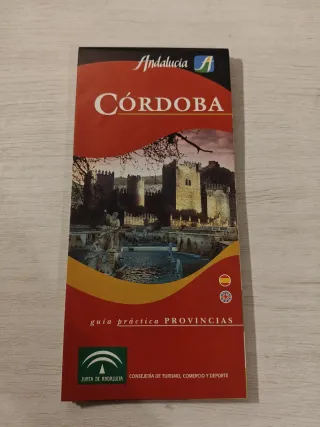 Andalucía
CÓRDOBA
guía práctica PROVINCIAS
JUNTA DE ANDALUCIA
CONSEJERÍA DE TURISMO, COMERCIO Y DEPORTE